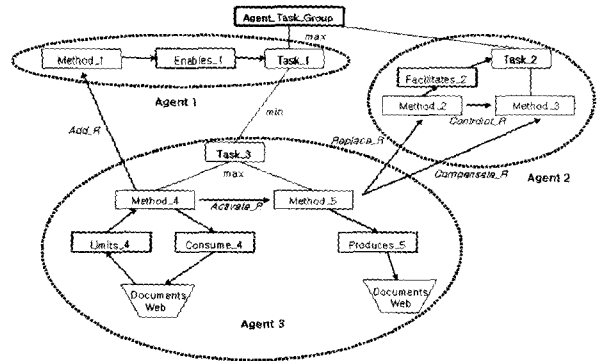 Agent_Task_Group
max
Method_1
Enables_1
Task_1
Agent 1
Task_2
Facilitates_2
Method_2
Method_3
Contrdict_R
Agent 2
Add_R
min
Replace_R
Compensate_R
Task_3
max
Method_4
Activate_R
Method_5
Limits_4
Consume_4
Produces_5
Documents
Web
Documents
Web
Agent 3